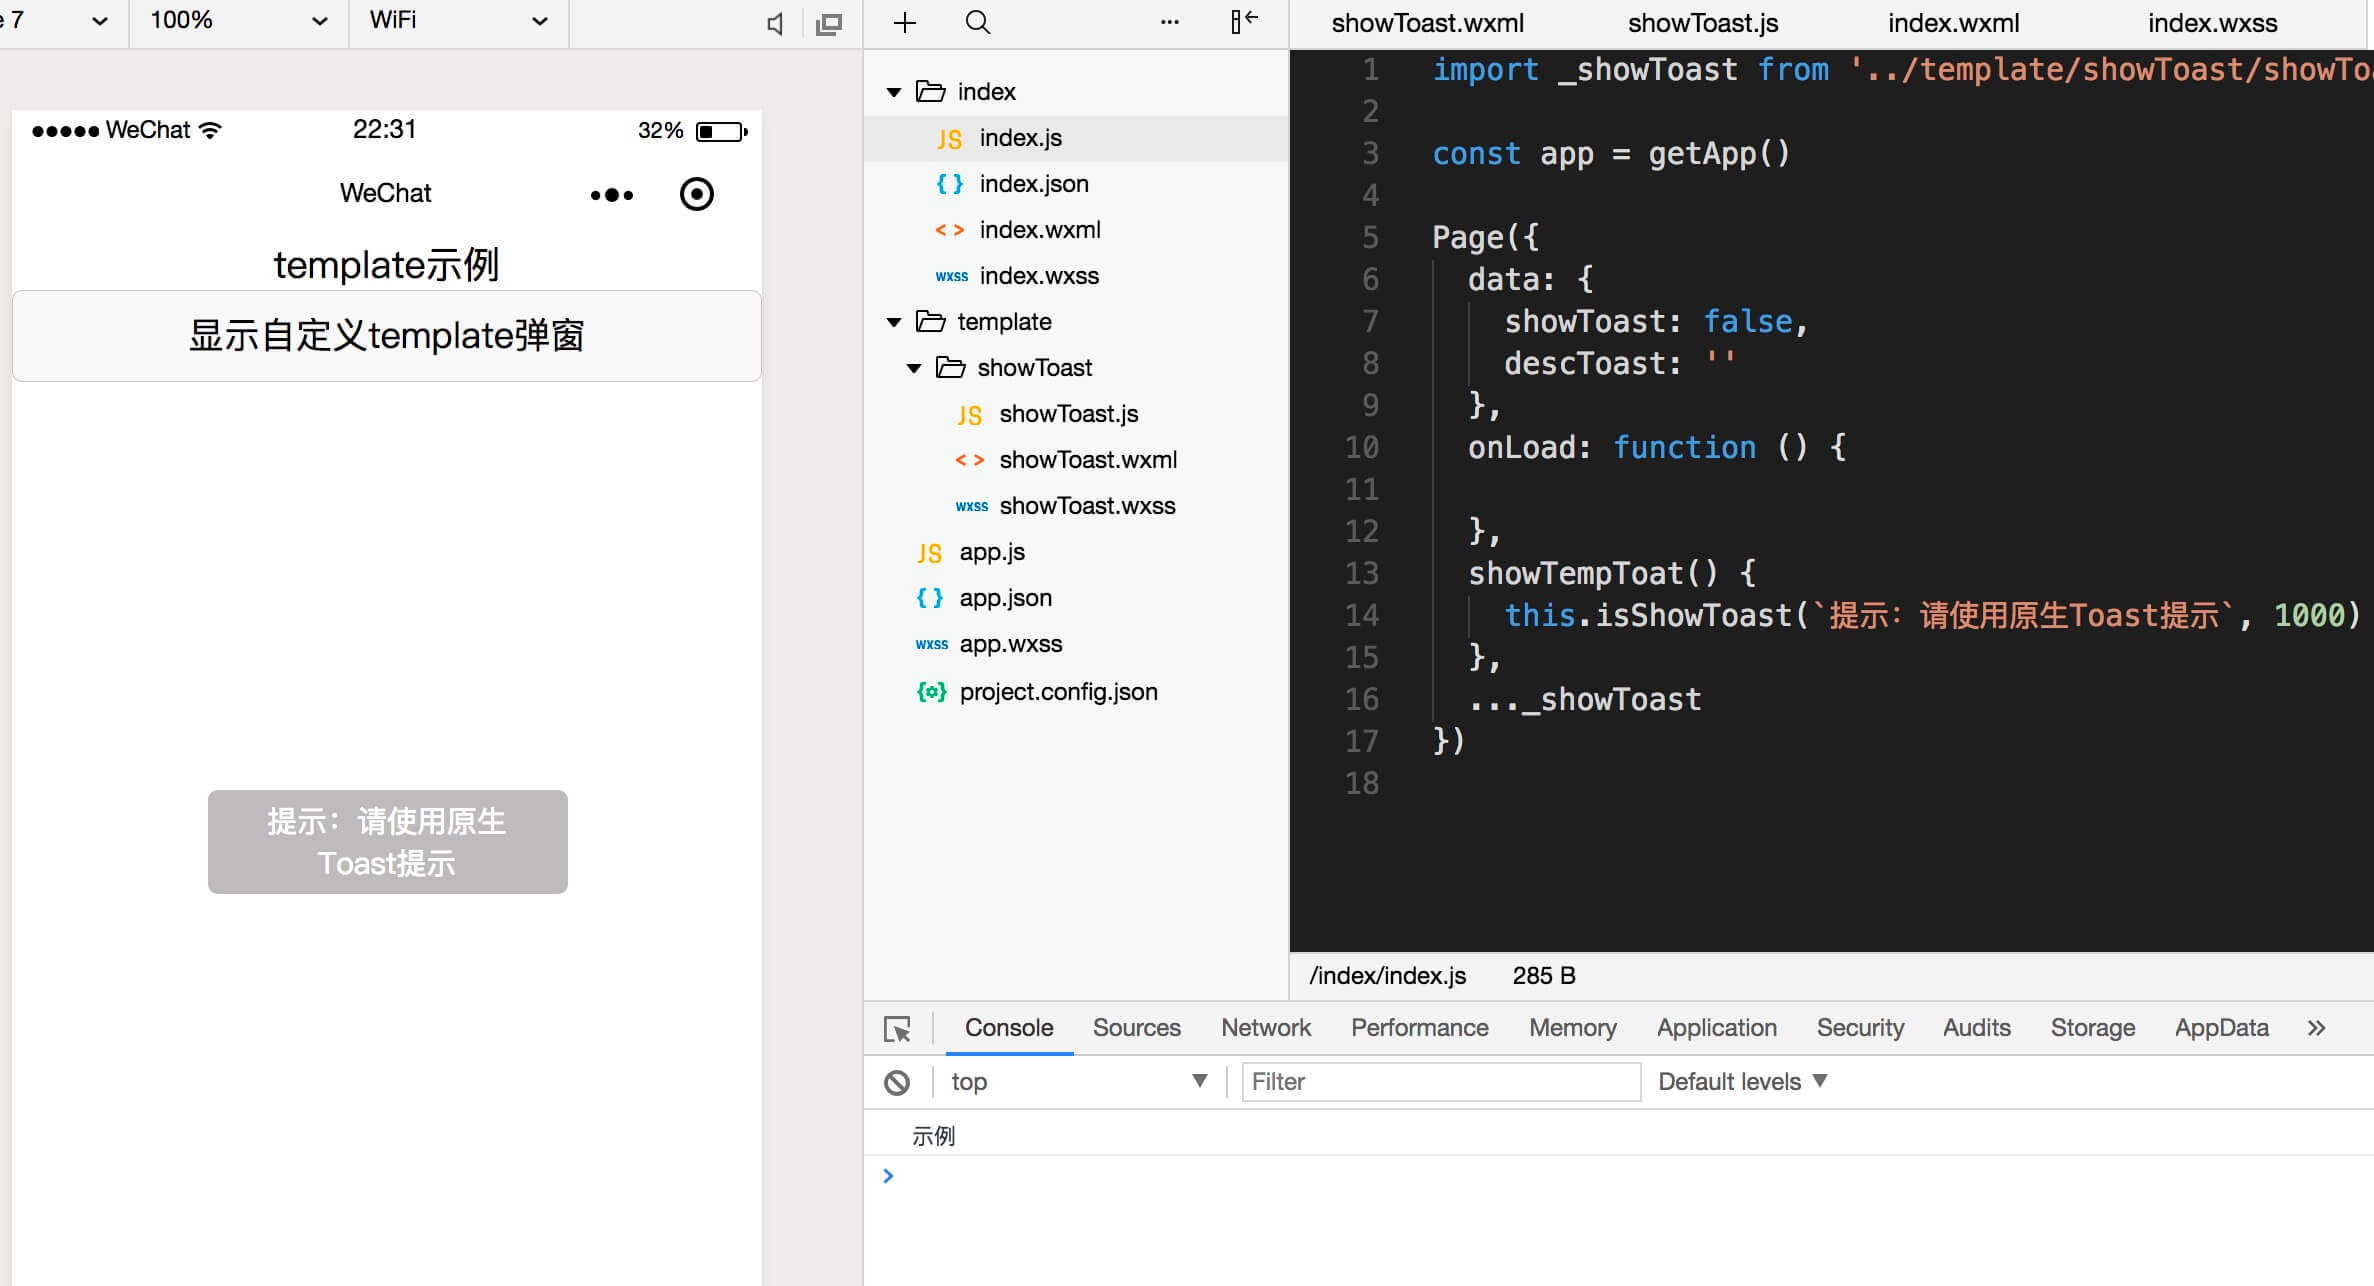 7
100%
WiFi
WeChat
22:31
32%
WeChat
template示例
显示自定义template弹窗
提示：请使用原生
Toast提示
index
JS index.js
{ } index.json
< > index.wxml
wxss index.wxss
template
showToast
JS showToast.js
< > showToast.wxml
wxss showToast.wxss
JS app.js
{ } app.json
wxss app.wxss
project.config.json
showToast.wxml
showToast.js
index.wxml
index.wxss
1 import _showToast from '../template/showToast/showTo
2
3 const app = getApp()
4
5 Page({
6 data: {
7 showToast: false,
8 descToast: ''
9 },
10 onLoad: function () {
11
12 },
13 showTempToat() {
14 this.isShowToast(`提示：请使用原生Toast提示`, 1000)
15 },
16 ..._showToast
17 })
18
/index/index.js 285 B
Console Sources Network Performance Memory Application Security Audits Storage AppData »
top Filter Default levels
示例
>